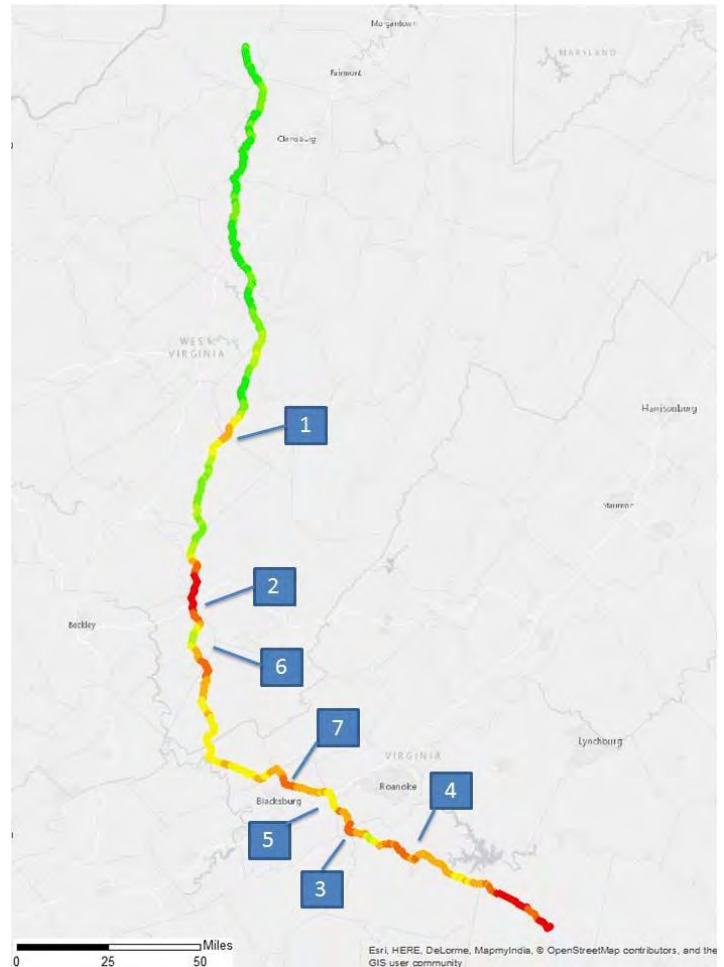 Morgantown
MARYLAND
Fairmont
Clarksburg
WEST
VIRGINIA
Harrisonburg
1
Staunton
2
Beckley
6
7
VIRGINIA
Lynchburg
Roanoke
4
Blacksburg
5
3
Miles
0 25 50
Esri, HERE, DeLorme, MapmyIndia, © OpenStreetMap contributors, and the
GIS user community